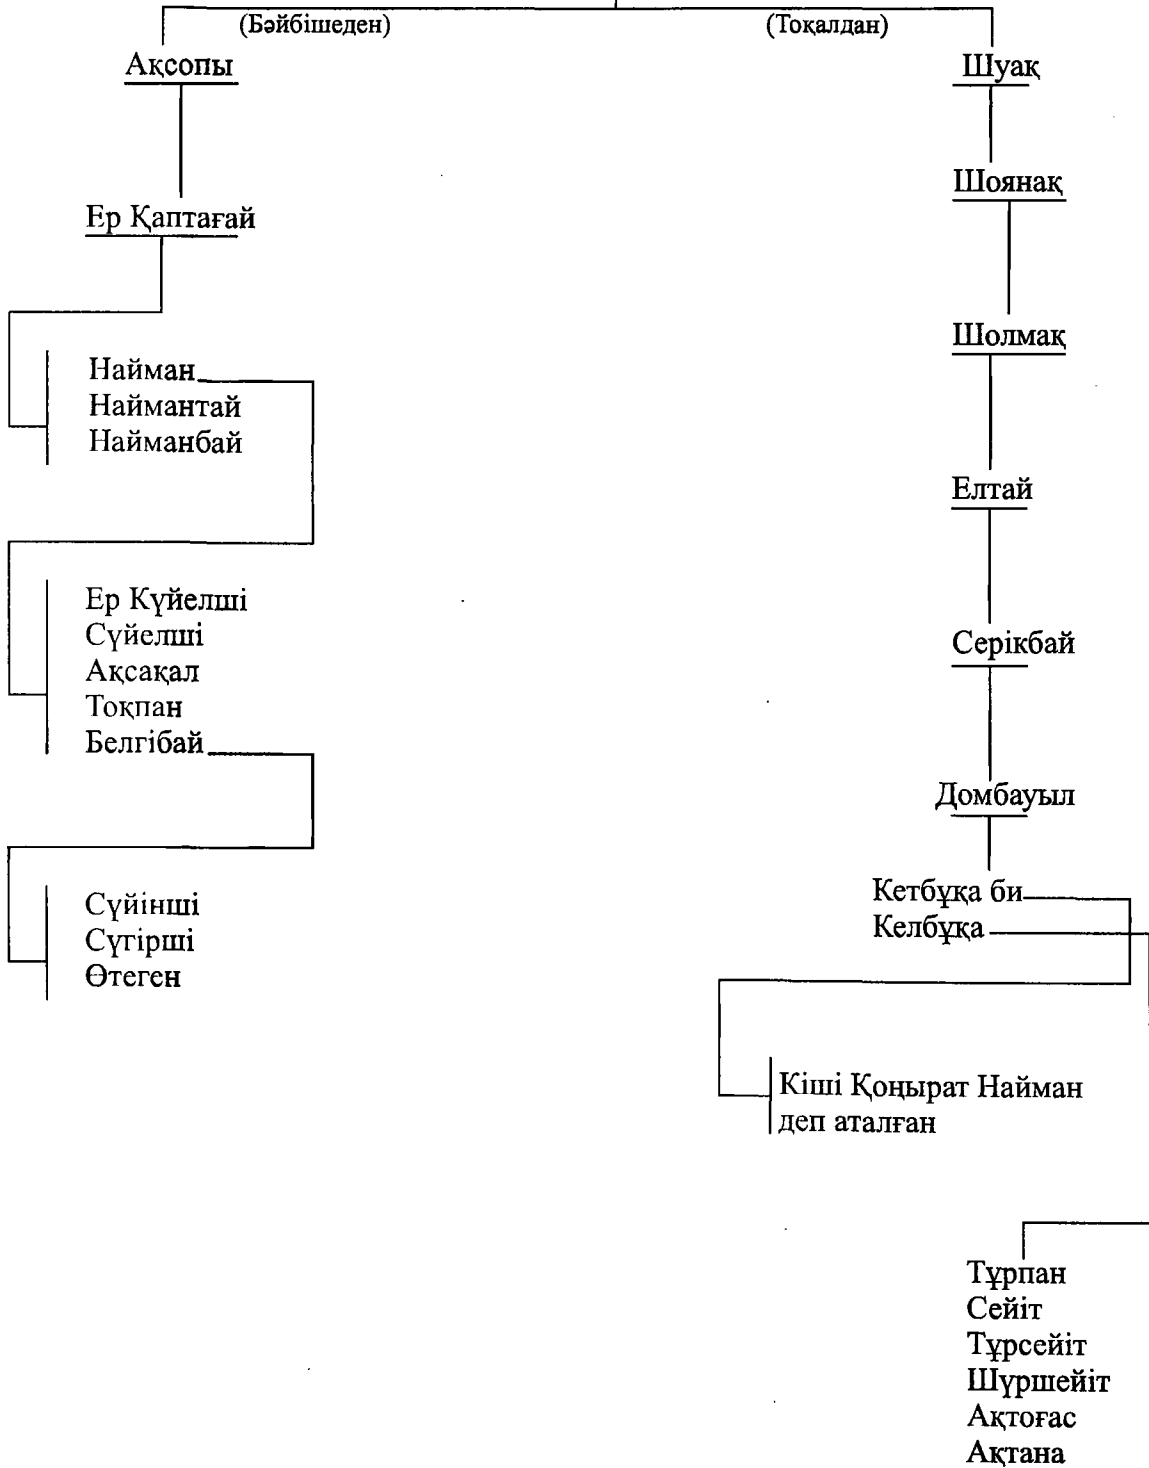 (Бәйбішеден)
(Тоқалдан)
Ақсопы
Шуақ
Шоянақ
Ер Қаптағай
Шолмақ
Найман
Наймантай
Найманбай
Елтай
Ер Күйелші
Сүйелші
Ақсақал
Тоқпан
Белгібай
Серікбай
Домбауыл
Сүйінші
Сүгірші
Өтеген
Кетбұқа би
Келбұқа
Кіші Қоңырат Найман
деп аталған
Тұрпан
Сейіт
Тұрсейіт
Шүршейіт
Ақтоғас
Ақтана